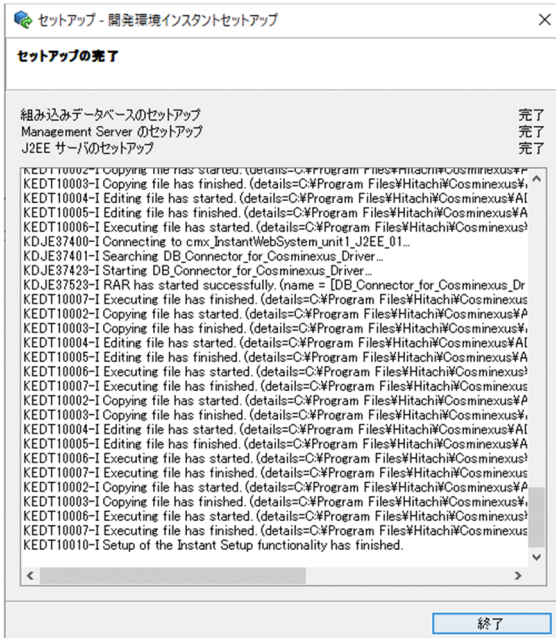 セットアップ - 開発環境インスタントセットアップ
セットアップの完了
組み込みデータベースのセットアップ 完了
Management Server のセットアップ 完了
J2EE サーバのセットアップ 完了
KEDT10002-I Copying file has started. (details=C:¥Program Files¥Hitachi¥Cosminexus¥A
KEDT10003-I Copying file has finished. (details=C:¥Program Files¥Hitachi¥Cosminexus¥
KEDT10004-I Editing file has started. (details=C:¥Program Files¥Hitachi¥Cosminexus¥AD
KEDT10005-I Editing file has finished. (details=C:¥Program Files¥Hitachi¥Cosminexus¥A
KEDT10006-I Executing file has started. (details=C:¥Program Files¥Hitachi¥Cosminexus¥
KDJE37400-I Connecting to cmx_InstantWebSystem_unit1_J2EE_01...
KDJE37401-I Searching DB_Connector_for_Cosminexus_Driver...
KDJE37423-I Starting DB_Connector_for_Cosminexus_Driver...
KDJE37523-I RAR has started successfully. (name = [DB_Connector_for_Cosminexus_Dr
KEDT10007-I Executing file has finished. (details=C:¥Program Files¥Hitachi¥Cosminexus
KEDT10002-I Copying file has started. (details=C:¥Program Files¥Hitachi¥Cosminexus¥A
KEDT10003-I Copying file has finished. (details=C:¥Program Files¥Hitachi¥Cosminexus¥
KEDT10004-I Editing file has started. (details=C:¥Program Files¥Hitachi¥Cosminexus¥AD
KEDT10005-I Editing file has finished. (details=C:¥Program Files¥Hitachi¥Cosminexus¥A
KEDT10006-I Executing file has started. (details=C:¥Program Files¥Hitachi¥Cosminexus¥
KEDT10007-I Executing file has finished. (details=C:¥Program Files¥Hitachi¥Cosminexus
KEDT10002-I Copying file has started. (details=C:¥Program Files¥Hitachi¥Cosminexus¥A
KEDT10003-I Copying file has finished. (details=C:¥Program Files¥Hitachi¥Cosminexus¥
KEDT10004-I Editing file has started. (details=C:¥Program Files¥Hitachi¥Cosminexus¥AD
KEDT10005-I Editing file has finished. (details=C:¥Program Files¥Hitachi¥Cosminexus¥A
KEDT10006-I Executing file has started. (details=C:¥Program Files¥Hitachi¥Cosminexus¥
KEDT10007-I Executing file has finished. (details=C:¥Program Files¥Hitachi¥Cosminexus
KEDT10002-I Copying file has started. (details=C:¥Program Files¥Hitachi¥Cosminexus¥A
KEDT10003-I Copying file has finished. (details=C:¥Program Files¥Hitachi¥Cosminexus¥
KEDT10006-I Executing file has started. (details=C:¥Program Files¥Hitachi¥Cosminexus¥
KEDT10007-I Executing file has finished. (details=C:¥Program Files¥Hitachi¥Cosminexus
KEDT10010-I Setup of the Instant Setup functionality has finished.
終了